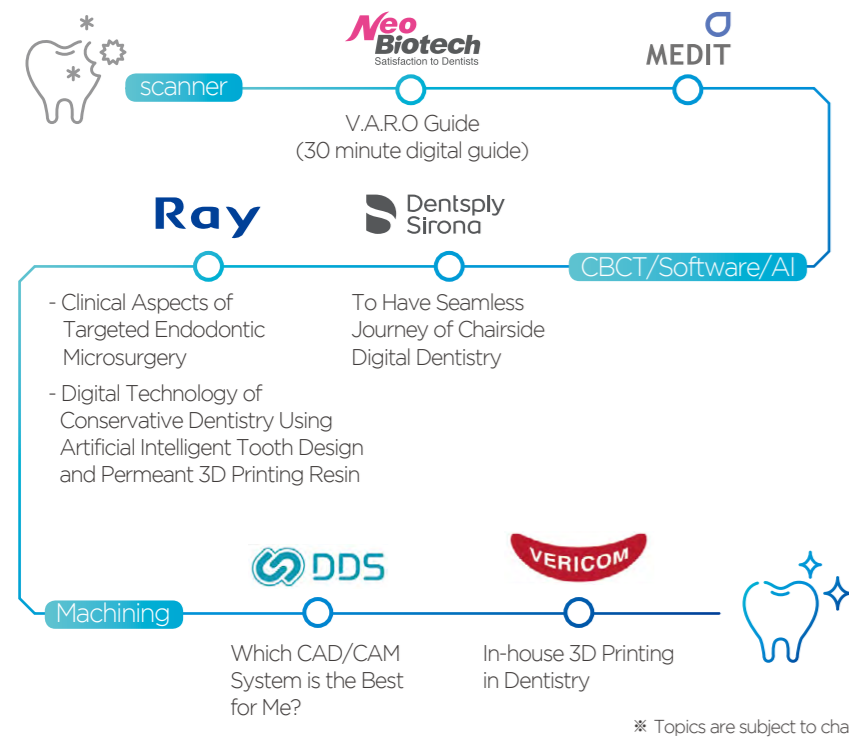 Neo
Biotech
Satisfaction to Dentists
MEDIT
scanner
V.A.R.O Guide
(30 minute digital guide)
Ray
Dentsply
Sirona
CBCT/Software/AI
- Clinical Aspects of
Targeted Endodontic
Microsurgery
- Digital Technology of
Conservative Dentistry Using
Artificial Intelligent Tooth Design
and Permeant 3D Printing Resin
To Have Seamless
Journey of Chairside
Digital Dentistry
DDS
VERICOM
Machining
Which CAD/CAM
System is the Best
for Me?
In-house 3D Printing
in Dentistry
※ Topics are subject to cha